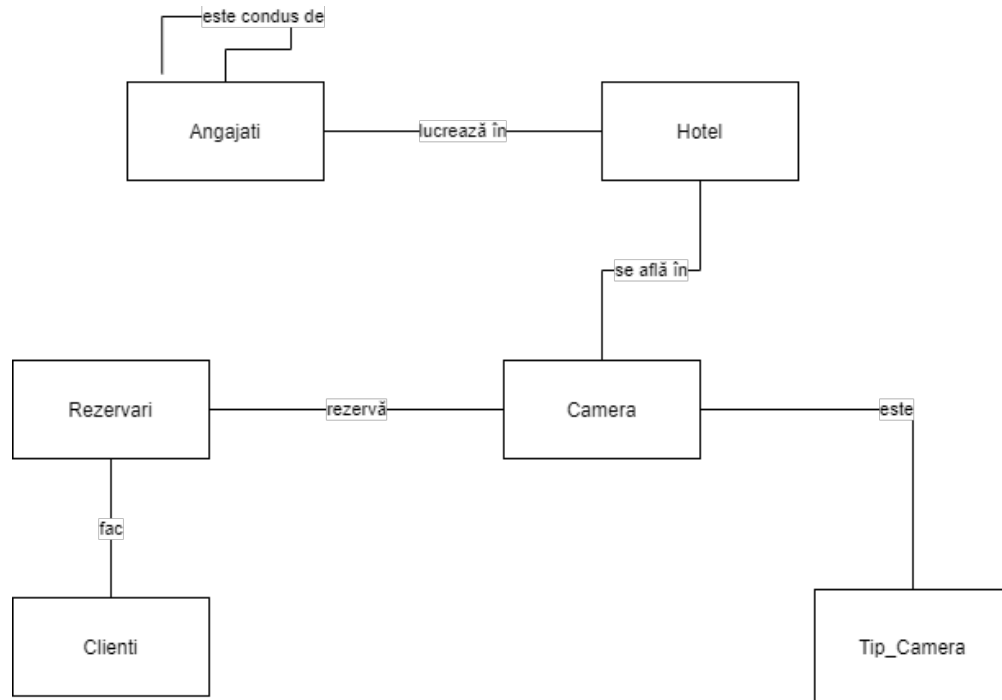 este condus de
Angajati
lucrează în
Hotel
se află în
Rezervari
rezervă
Camera
este
fac
Clienti
Tip_Camera